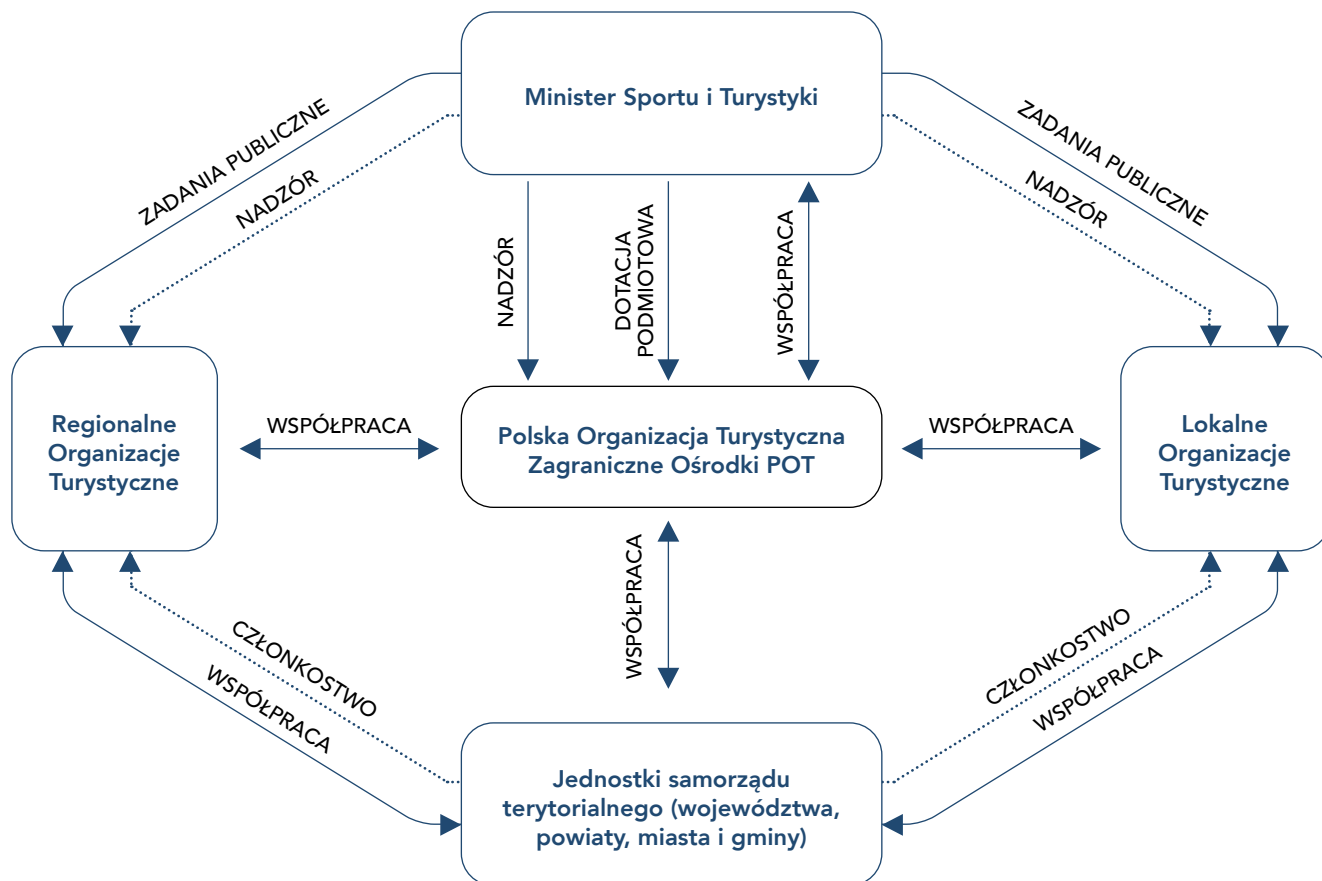 Minister Sportu i Turystyki
ZADANIA PUBLICZNE
NADZÓR
ZADANIA PUBLICZNE
NADZÓR
NADZÓR
DOTACJA
PODMIOTOWA
WSPÓŁPRACA
Regionalne
Organizacje
Turystyczne
WSPÓŁPRACA
Polska Organizacja Turystyczna
Zagraniczne Ośrodki POT
WSPÓŁPRACA
Lokalne
Organizacje
Turystyczne
WSPÓŁPRACA
CZŁONKOSTWO
WSPÓŁPRACA
CZŁONKOSTWO
WSPÓŁPRACA
Jednostki samorządu
terytorialnego (województwa,
powiaty, miasta i gminy)